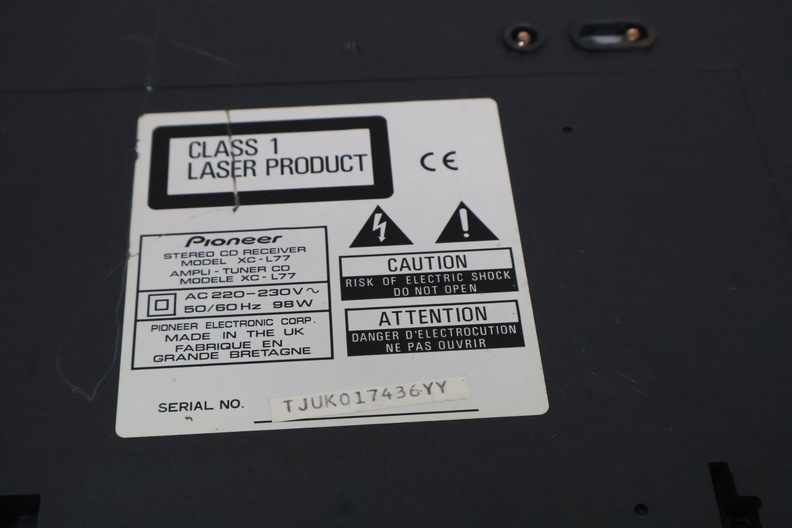 CLASS 1
LASER PRODUCT
CE
Pioneer
STEREO CD RECEIVER
MODEL XC-L77
AMPLI-TUNER CD
MODELE XC-L77
AC 220-230V~
50/60Hz 98W
PIONEER ELECTRONIC CORP.
MADE IN THE UK
FABRIQUE EN
GRANDE BRETAGNE
CAUTION
RISK OF ELECTRIC SHOCK
DO NOT OPEN
ATTENTION
DANGER D'ELECTROCUTION
NE PAS OUVRIR
SERIAL NO.
TJUK017436YY